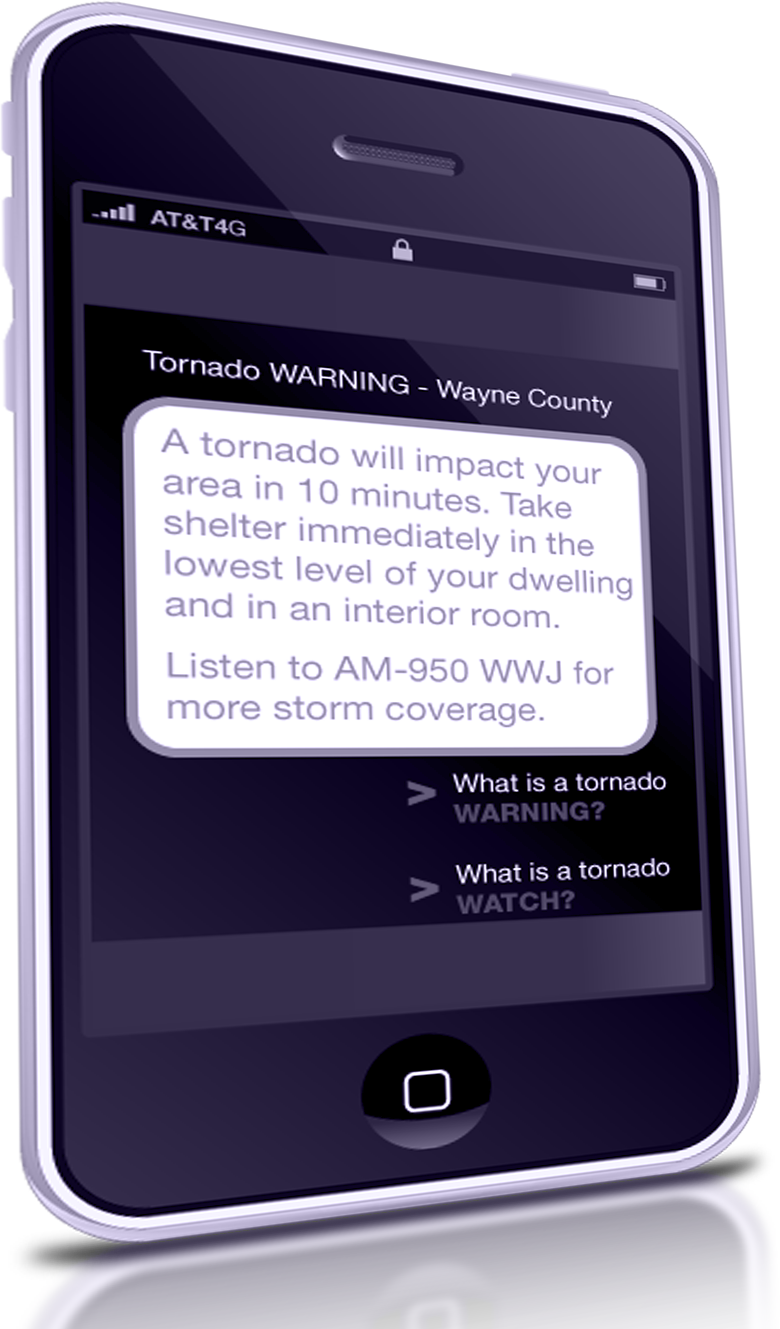 AT&T4G
Tornado WARNING - Wayne County
A tornado will impact your
area in 10 minutes. Take
shelter immediately in the
lowest level of your dwelling
and in an interior room.
Listen to AM-950 WWJ for
more storm coverage.
> What is a tornado
WARNING?
> What is a tornado
WATCH?